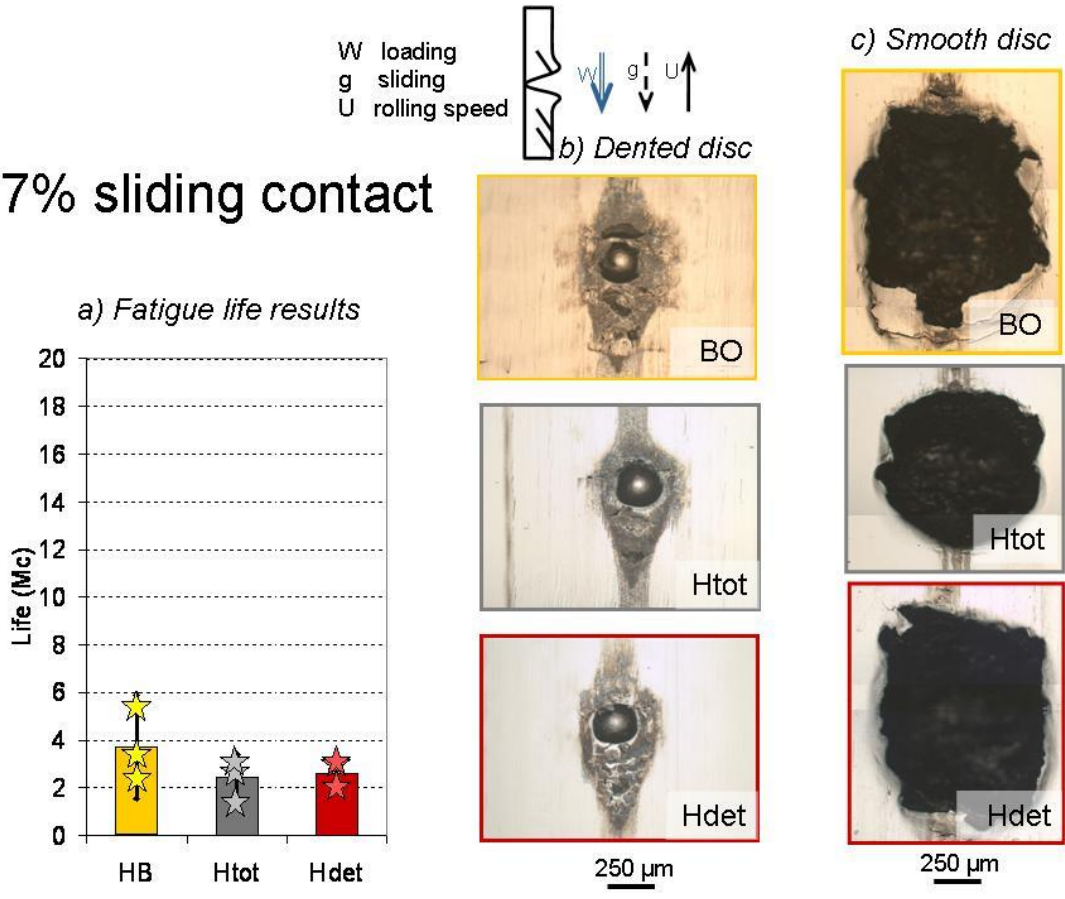 W loading
g sliding
U rolling speed
W g U
7% sliding contact
a) Fatigue life results
Life (Mc)
20
18
16
14
12
10
8
6
4
2
0
HB Htot Hdet
b) Dented disc
BO
Htot
Hdet
250 µm
c) Smooth disc
BO
Htot
Hdet
250 µm